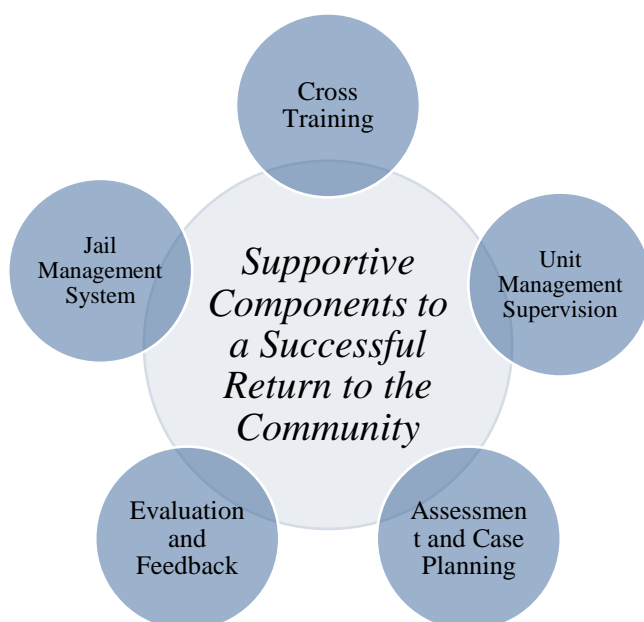 Cross
Training
Jail
Management
System
Unit
Management
Supervision
Supportive
Components to
a Successful
Return to the
Community
Evaluation
and
Feedback
Assessmen
t and Case
Planning